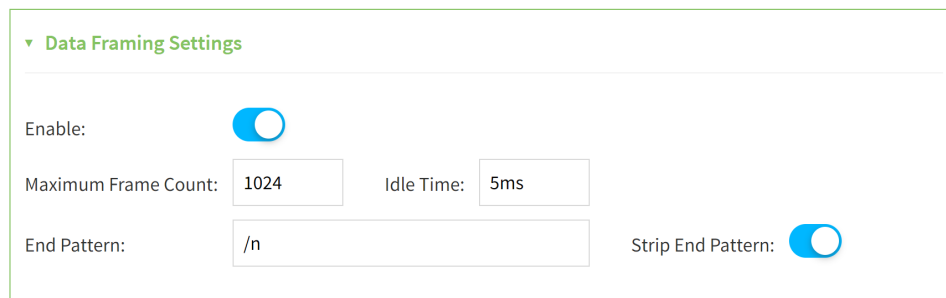 Data Framing Settings
Enable:
Maximum Frame Count: 1024 Idle Time: 5ms
End Pattern: /n Strip End Pattern: